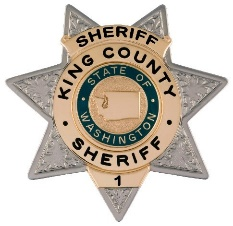 SHERIFF
KING COUNTY
STATE OF
WASHINGTON
SHERIFF
1